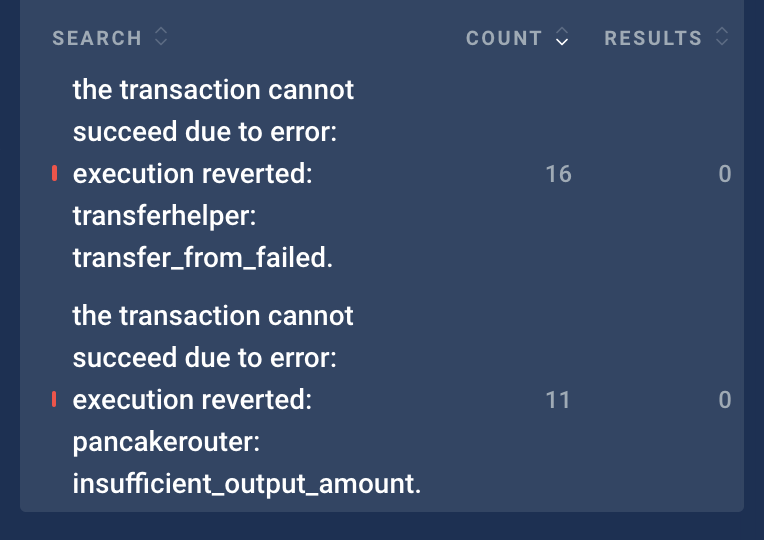 SEARCH COUNT RESULTS
the transaction cannot
succeed due to error:
execution reverted: 16 0
transferhelper:
transfer_from_failed.
the transaction cannot
succeed due to error:
execution reverted: 11 0
pancakerouter:
insufficient_output_amount.